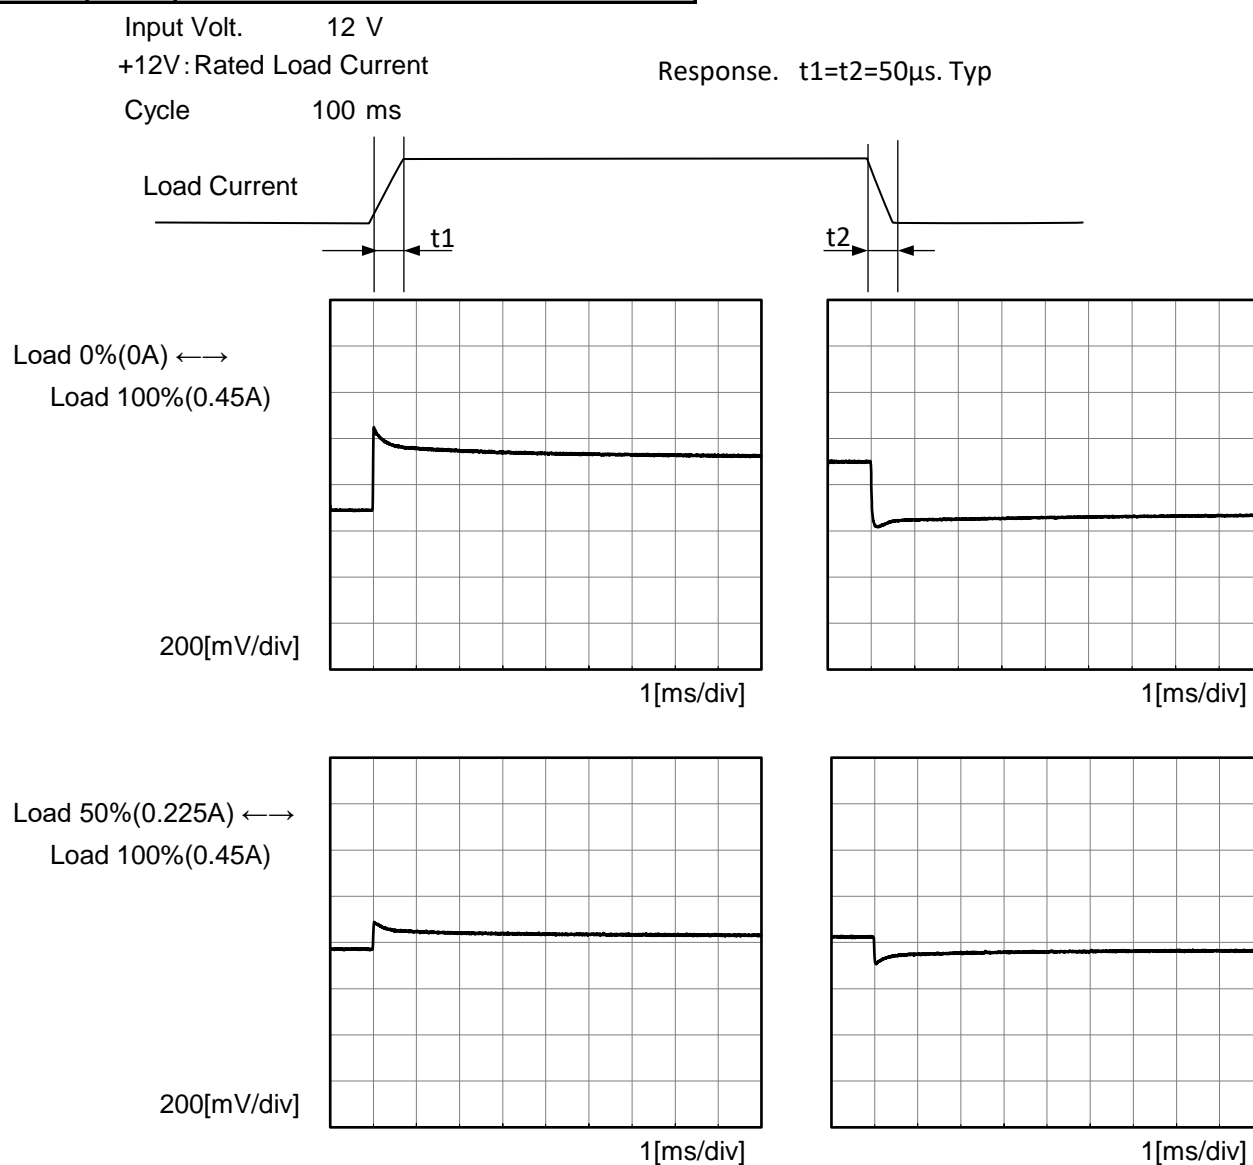 Input Volt. 12 V
+12V:Rated Load Current
Response. t1=t2=50µs. Typ
Cycle 100 ms
Load Current
t1
t2
Load 0%(0A) ←→
Load 100%(0.45A)
200[mV/div]
1[ms/div]
1[ms/div]
Load 50%(0.225A) ←→
Load 100%(0.45A)
200[mV/div]
1[ms/div]
1[ms/div]